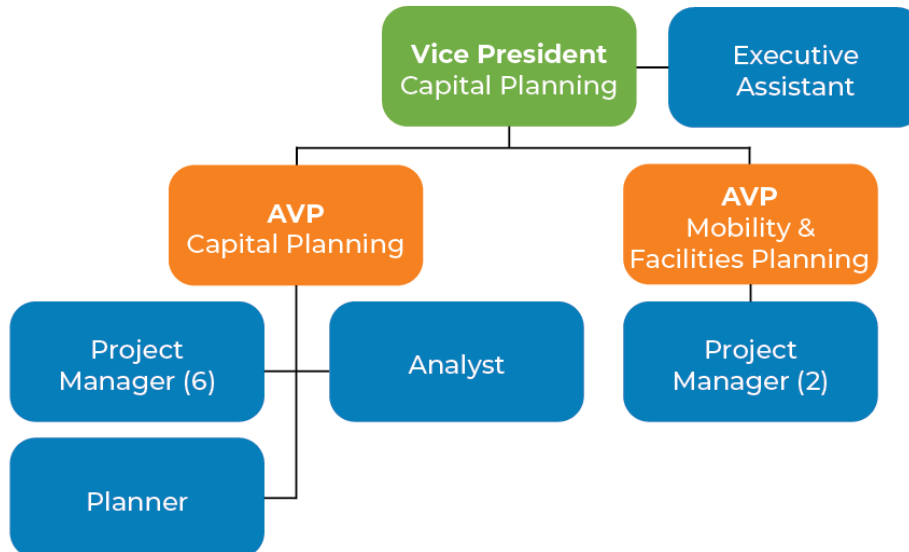 Vice President
Capital Planning
Executive
Assistant
AVP
Capital Planning
AVP
Mobility &
Facilities Planning
Project
Manager (6)
Analyst
Project
Manager (2)
Planner